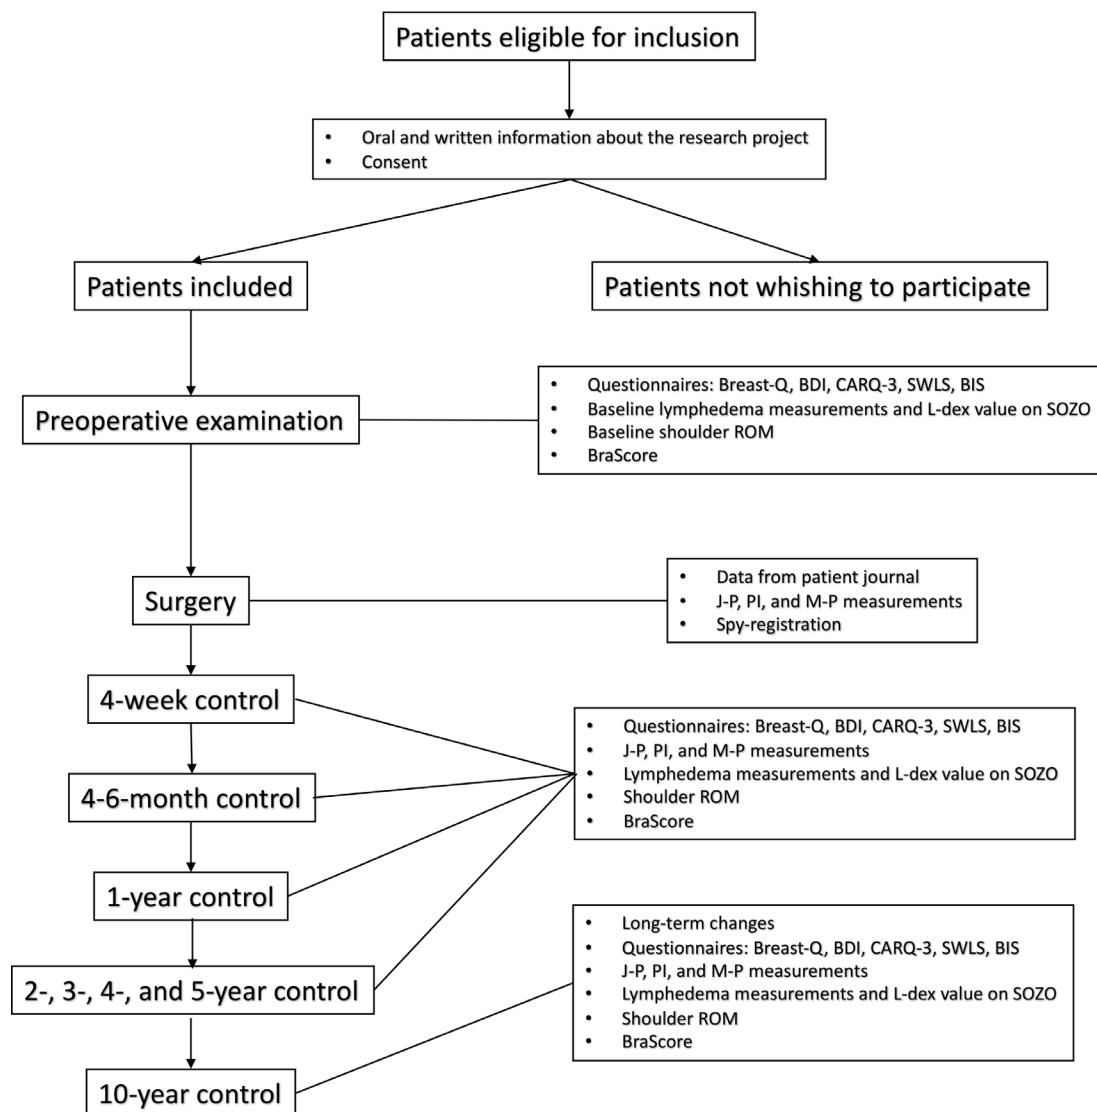 Patients eligible for inclusion
• Oral and written information about the research project
• Consent
Patients included
Patients not whishing to participate
Preoperative examination
• Questionnaires: Breast-Q, BDI, CARQ-3, SWLS, BIS
• Baseline lymphedema measurements and L-dex value on SOZO
• Baseline shoulder ROM
• BraScore
Surgery
• Data from patient journal
• J-P, PI, and M-P measurements
• Spy-registration
4-week control
4-6-month control
1-year control
2-, 3-, 4-, and 5-year control
• Questionnaires: Breast-Q, BDI, CARQ-3, SWLS, BIS
• J-P, PI, and M-P measurements
• Lymphedema measurements and L-dex value on SOZO
• Shoulder ROM
• BraScore
10-year control
• Long-term changes
• Questionnaires: Breast-Q, BDI, CARQ-3, SWLS, BIS
• J-P, PI, and M-P measurements
• Lymphedema measurements and L-dex value on SOZO
• Shoulder ROM
• BraScore